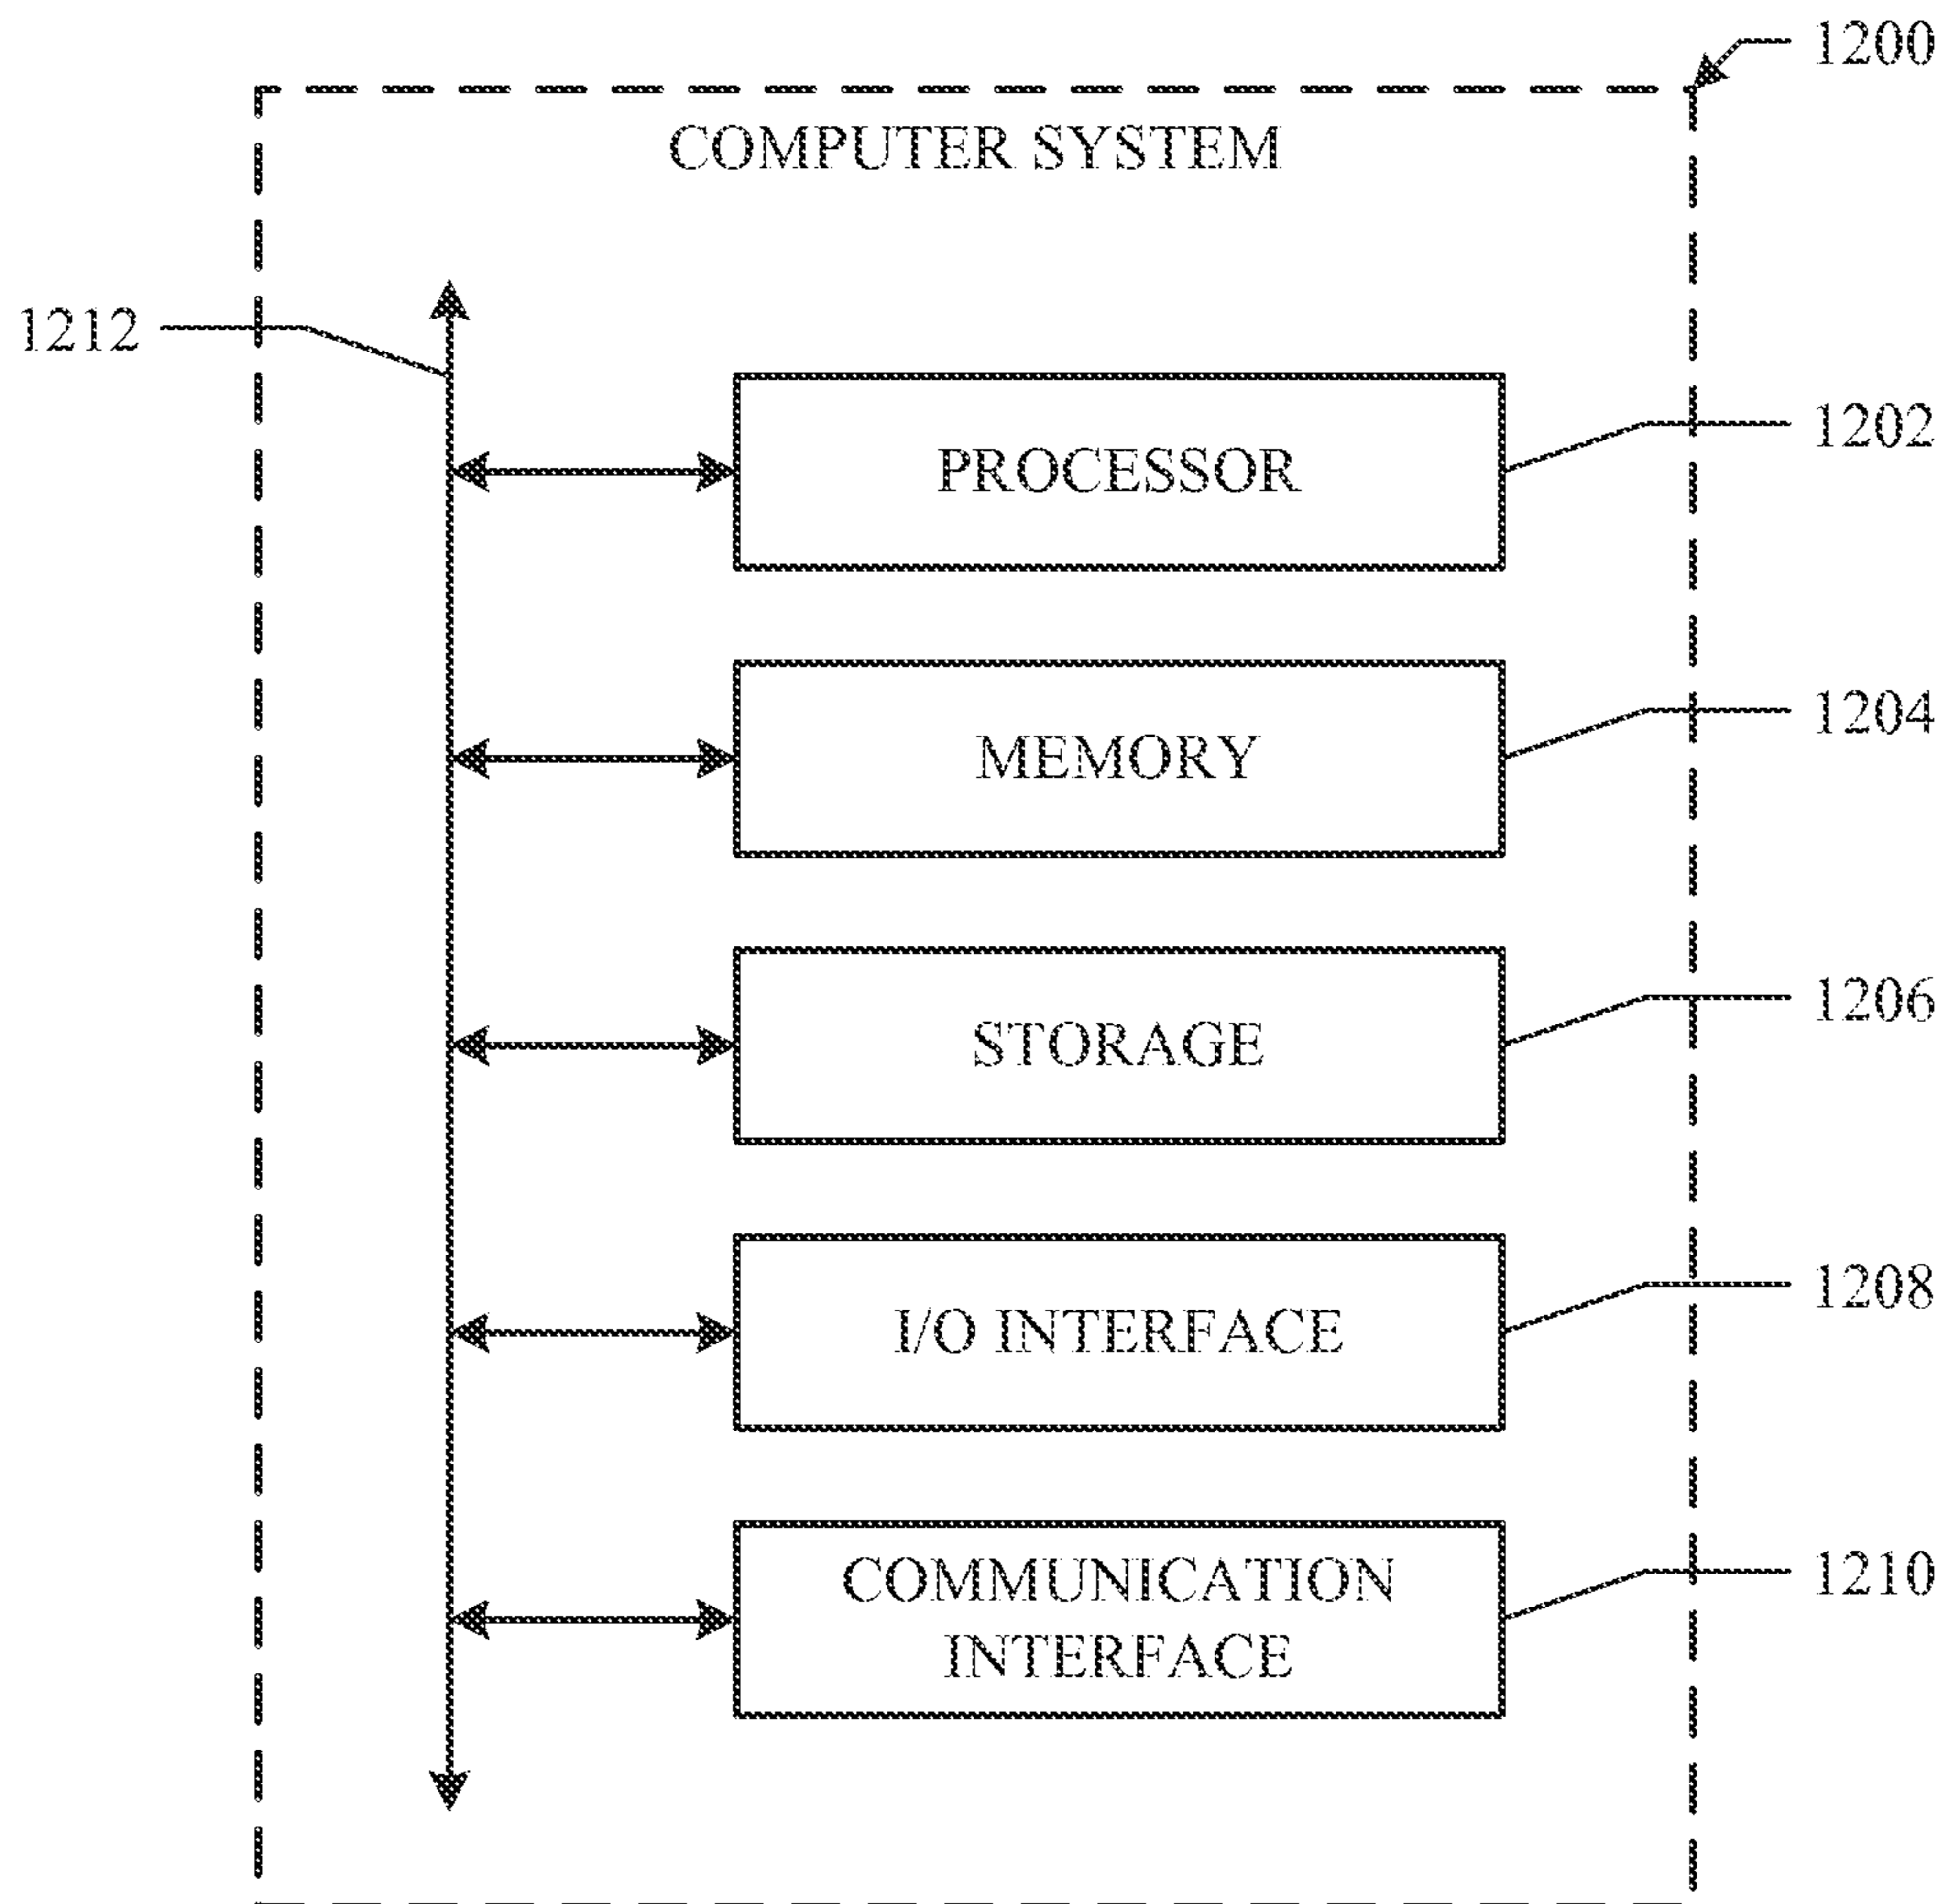 1200
COMPUTER SYSTEM
1212
PROCESSOR
1202
MEMORY
1204
STORAGE
1206
I/O INTERFACE
1208
COMMUNICATION
INTERFACE
1210